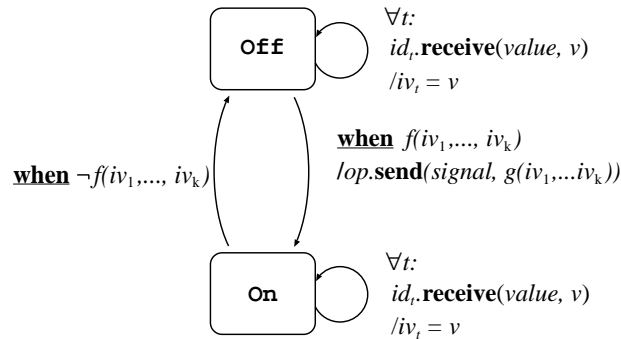 Off
∀t:
id_t.receive(value, v)
/iv_t = v
when ¬f(iv_1,..., iv_k)
when f(iv_1,..., iv_k)
/op.send(signal, g(iv_1,...iv_k))
On
∀t:
id_t.receive(value, v)
/iv_t = v